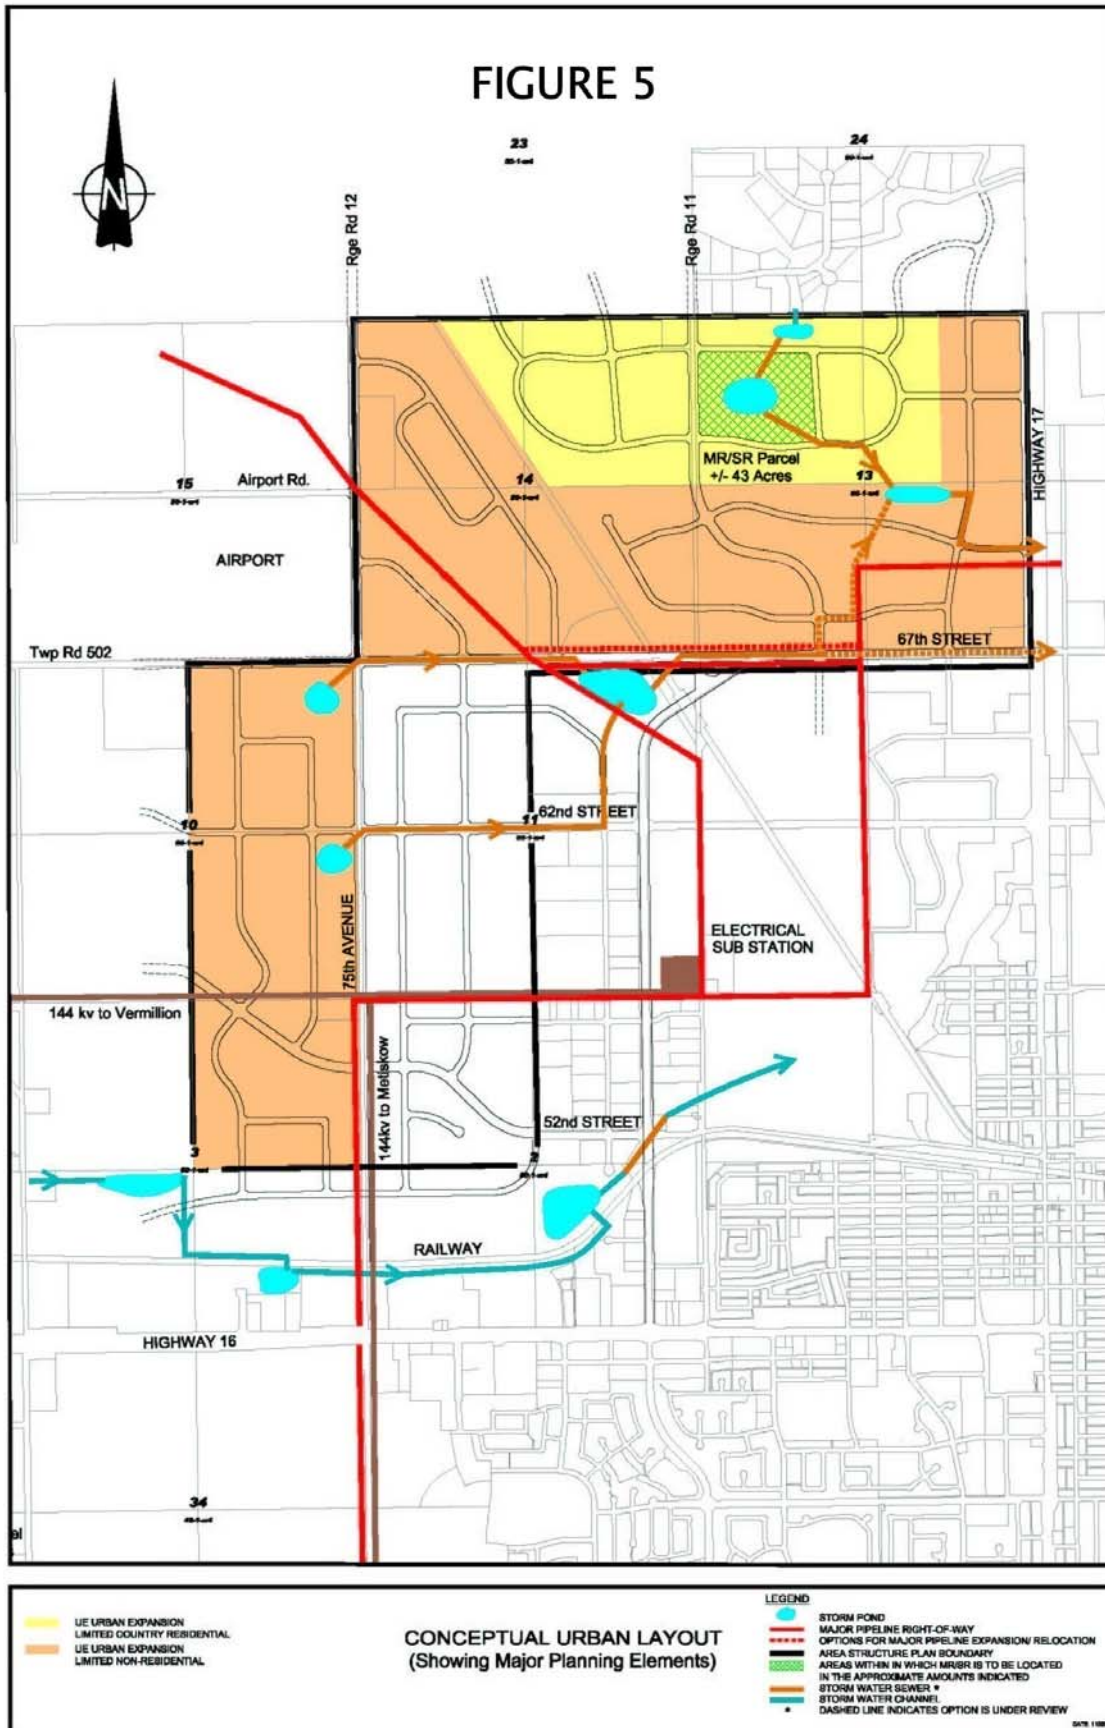 FIGURE 5
23
24
N
Rge Rd 12
Rge Rd 11
HIGHWAY 17
MR/SR Parcel
+/- 43 Acres
15
Airport Rd.
14
13
AIRPORT
67th STREET
Twp Rd 502
62nd STREET
10
11
75th AVENUE
ELECTRICAL
SUB STATION
144 kv to Vermillion
144kv to Metiskow
52nd STREET
3
2
RAILWAY
HIGHWAY 16
34
el
UE URBAN EXPANSION
LIMITED COUNTRY RESIDENTIAL
UE URBAN EXPANSION
LIMITED NON-RESIDENTIAL
CONCEPTUAL URBAN LAYOUT
(Showing Major Planning Elements)
LEGEND
STORM POND
MAJOR PIPELINE RIGHT-OF-WAY
OPTIONS FOR MAJOR PIPELINE EXPANSION/ RELOCATION
AREA STRUCTURE PLAN BOUNDARY
AREAS WITHIN IN WHICH MR/SR IS TO BE LOCATED
IN THE APPROXIMATE AMOUNTS INDICATED
STORM WATER SEWER *
STORM WATER CHANNEL
* DASHED LINE INDICATES OPTION IS UNDER REVIEW